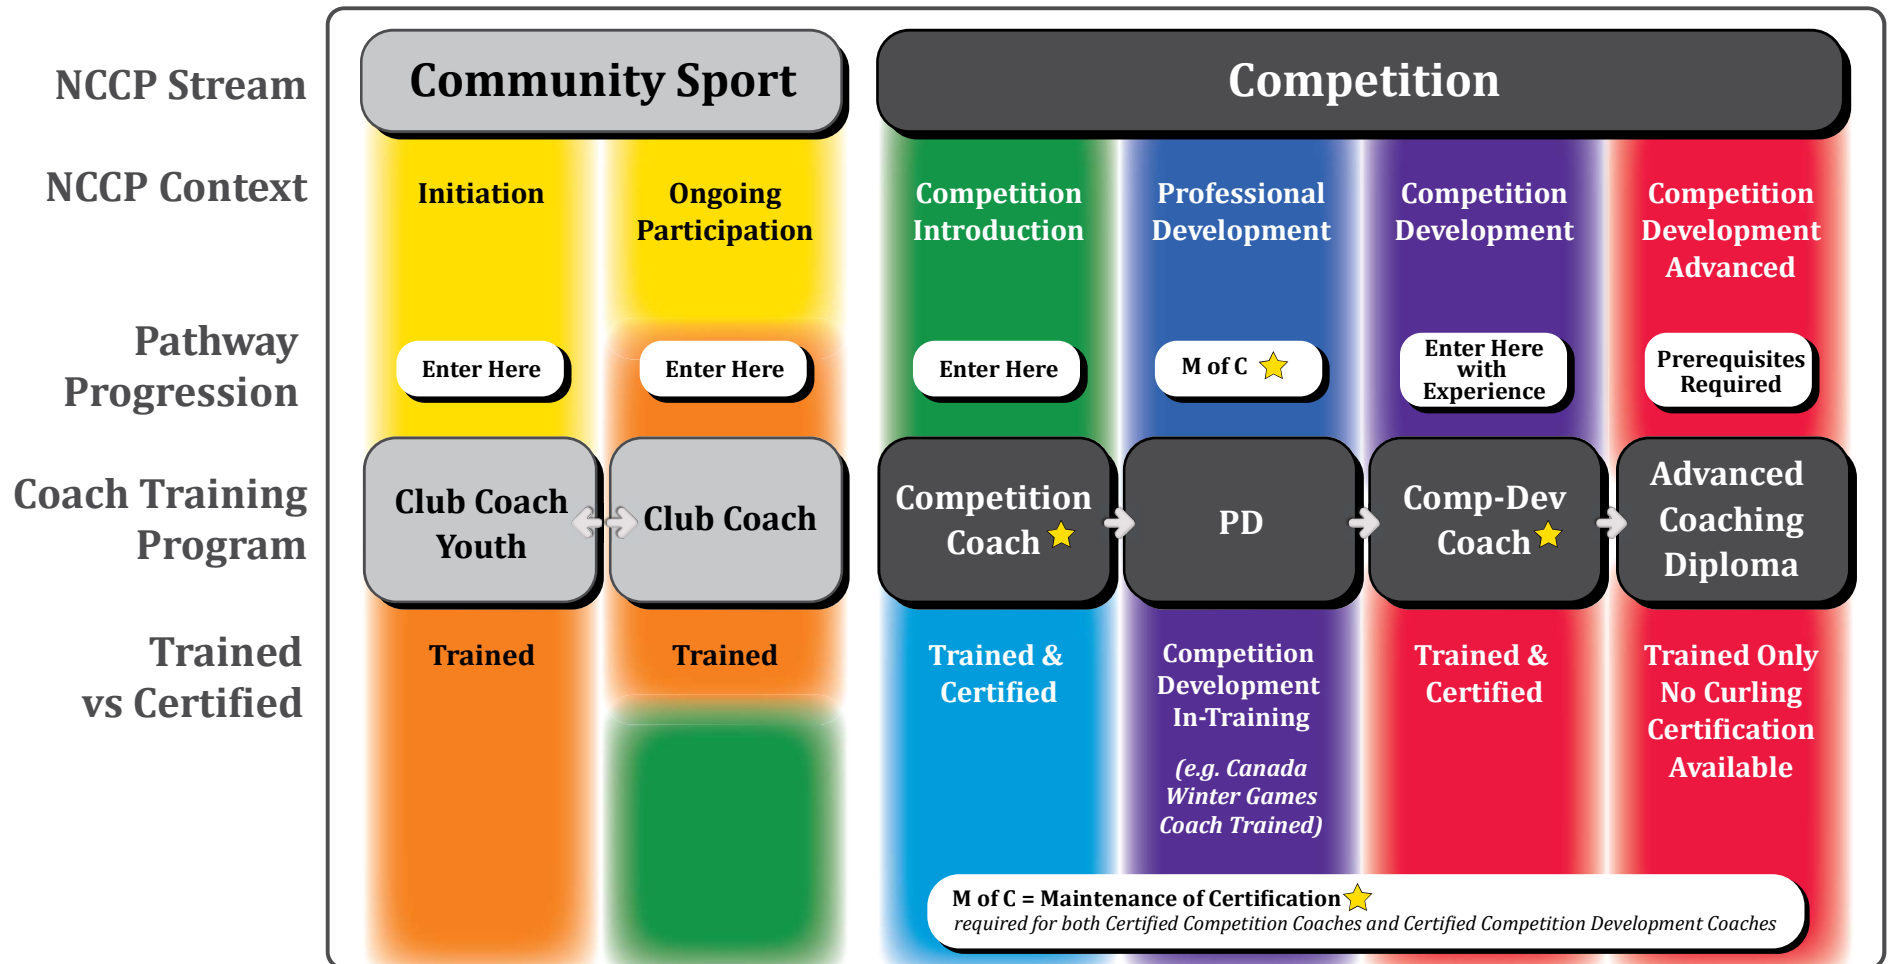 NCCP Stream
Community Sport
Competition
NCCP Context
Initiation
Ongoing
Participation
Competition
Introduction
Professional
Development
Competition
Development
Competition
Development
Advanced
Pathway
Progression
Enter Here
Enter Here
Enter Here
M of C
Enter Here
with
Experience
Prerequisites
Required
Coach Training
Program
Club Coach
Youth
Club Coach
Competition
Coach
PD
Comp-Dev
Coach
Advanced
Coaching
Diploma
Trained
vs Certified
Trained
Trained
Trained &
Certified
Competition
Development
In-Training
(e.g. Canada
Winter Games
Coach Trained)
Trained &
Certified
Trained Only
No Curling
Certification
Available
M of C = Maintenance of Certification
required for both Certified Competition Coaches and Certified Competition Development Coaches